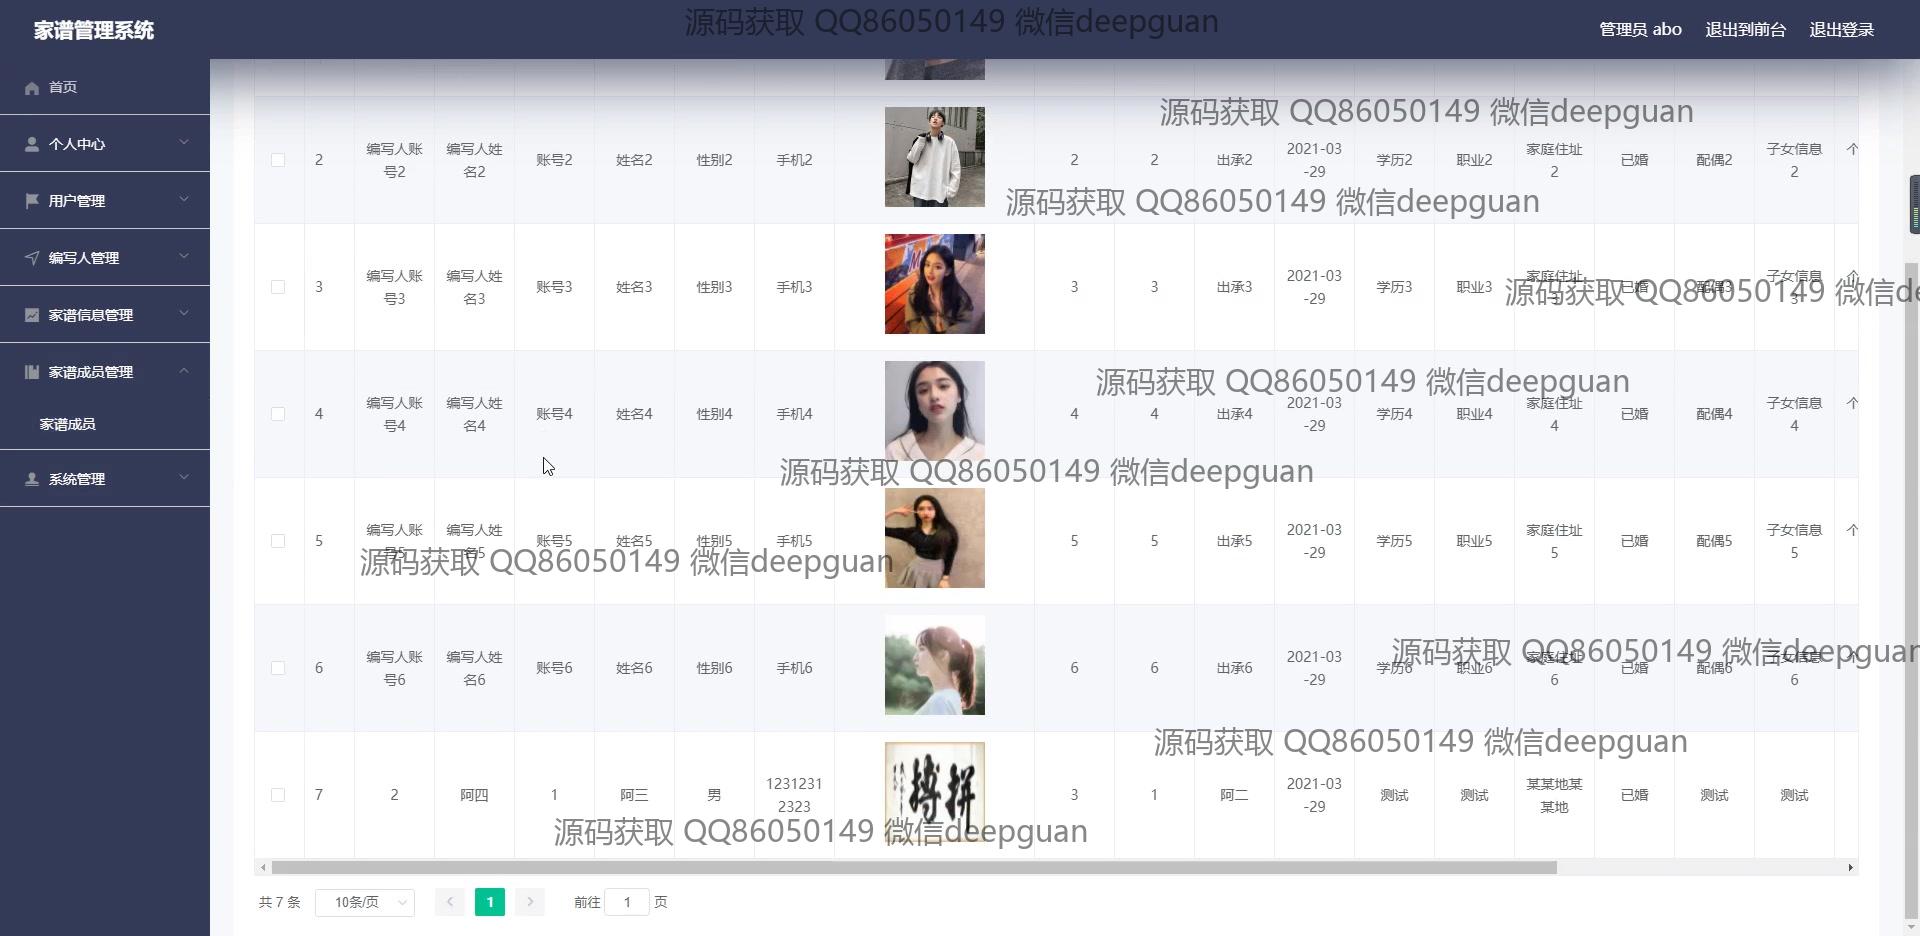 家谱管理系统
源码获取 QQ86050149 微信deepguan
管理员 abo
退出到前台
退出登录
首页
个人中心
用户管理
编写人管理
家谱信息管理
家谱成员管理
家谱成员
系统管理
源码获取 QQ86050149 微信deepguan
2 编写人账号2 编写人姓名2 账号2 姓名2 性别2 手机2 2 2 出承2 2021-03-29 学历2 职业2 家庭住址2 已婚 配偶2 子女信息2 个
源码获取 QQ86050149 微信deepguan
3 编写人账号3 编写人姓名3 账号3 姓名3 性别3 手机3 3 3 出承3 2021-03-29 学历3 职业3 家庭住址3 已婚 配偶3 子女信息3 个
源码获取 QQ86050149 微信de
源码获取 QQ86050149 微信deepguan
4 编写人账号4 编写人姓名4 账号4 姓名4 性别4 手机4 4 4 出承4 2021-03-29 学历4 职业4 家庭住址4 已婚 配偶4 子女信息4 个
源码获取 QQ86050149 微信deepguan
5 编写人账号5 编写人姓名5 账号5 姓名5 性别5 手机5 5 5 出承5 2021-03-29 学历5 职业5 家庭住址5 已婚 配偶5 子女信息5 个
源码获取 QQ86050149 微信deepguan
6 编写人账号6 编写人姓名6 账号6 姓名6 性别6 手机6 6 6 出承6 2021-03-29 学历6 职业6 家庭住址6 已婚 配偶6 子女信息6 个
源码获取 QQ86050149 微信deepguan
源码获取 QQ86050149 微信deepguan
7 2 阿四 1 阿三 男 12312312323 搏拼 3 1 阿二 2021-03-29 测试 测试 某某地某某地 已婚 测试 测试
源码获取 QQ86050149 微信deepguan
共 7 条 10条/页 1 前往 1 页